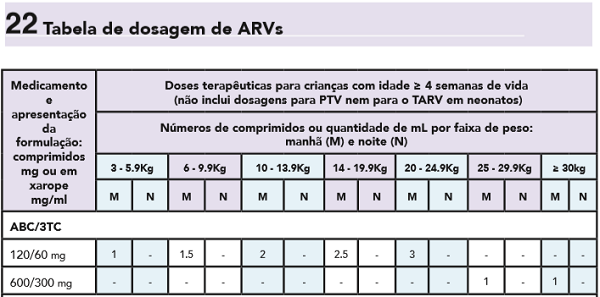 22 Tabela de dosagem de ARVs
Medicamento
e
apresentação
da
formulação:
comprimidos
mg ou em
xarope
mg/ml
Doses terapêuticas para crianças com idade ≥ 4 semanas de vida
(não inclui dosagens para PTV nem para o TARV em neonatos)
Números de comprimidos ou quantidade de mL por faixa de peso:
manhã (M) e noite (N)
3 - 5.9Kg 6 - 9.9Kg 10 - 13.9Kg 14 - 19.9Kg 20 - 24.9Kg 25 - 29.9Kg ≥ 30kg
M N M N M N M N M N M N M N
ABC/3TC
120/60 mg 1 - 1.5 - 2 - 2.5 - 3 - - - - -
600/300 mg - - - - - - - - - - 1 - 1 -